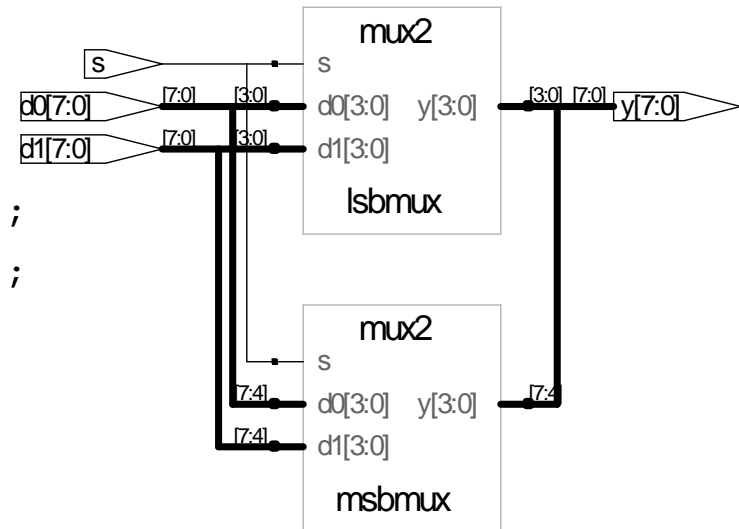 mux2
s
s
d0[7:0]
[7:0]
[3:0]
d0[3:0]
y[3:0]
[3:0]
[7:0]
y[7:0]
d1[7:0]
[7:0]
[3:0]
d1[3:0]
lsbmux
;
;
mux2
s
[7:4]
d0[3:0]
y[3:0]
[7:4]
[7:4]
d1[3:0]
msbmux